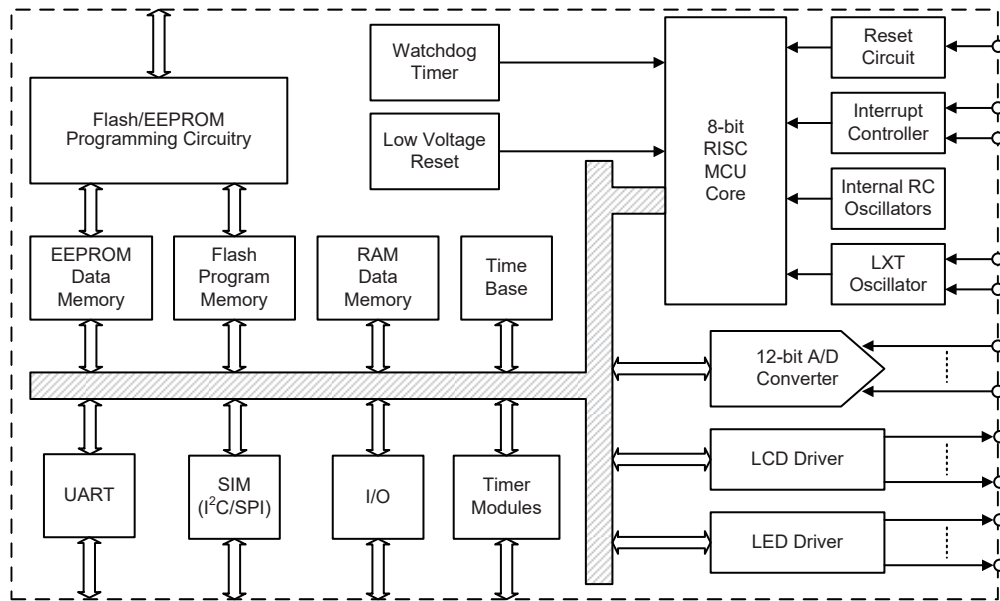 Flash/EEPROM
Programming Circuitry
Watchdog
Timer
Low Voltage
Reset
8-bit
RISC
MCU
Core
Reset
Circuit
Interrupt
Controller
Internal RC
Oscillators
LXT
Oscillator
EEPROM
Data
Memory
Flash
Program
Memory
RAM
Data
Memory
Time
Base
12-bit A/D
Converter
LCD Driver
LED Driver
UART
SIM
(I²C/SPI)
I/O
Timer
Modules